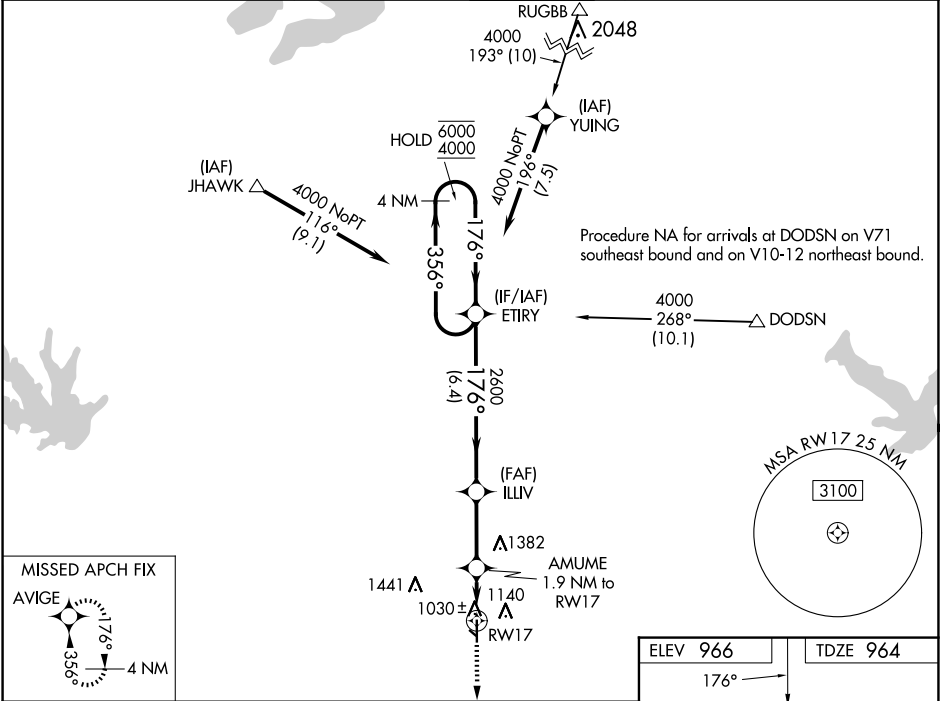 RUGBB
2048
4000
193° (10)
(IAF)
YUING
HOLD 6000
4000
4000 NoPT
196°
(7.5)
(IAF)
JHAWK
4000 NoPT
116°
(9.1)
4 NM
176°
356°
Procedure NA for arrivals at DODSN on V71
southeast bound and on V10-12 northeast bound.
(IF/IAF)
ETIRY
4000
268°
(10.1)
DODSN
2600
176°
(6.4)
MSA RW17 25 NM
3100
(FAF)
ILLIV
1382
AMUME
1.9 NM to
RW17
1441
1140
1030 ±
RW17
MISSED APCH FIX
AVIGE
176°
356°
4 NM
ELEV 966
TDZE 964
176°